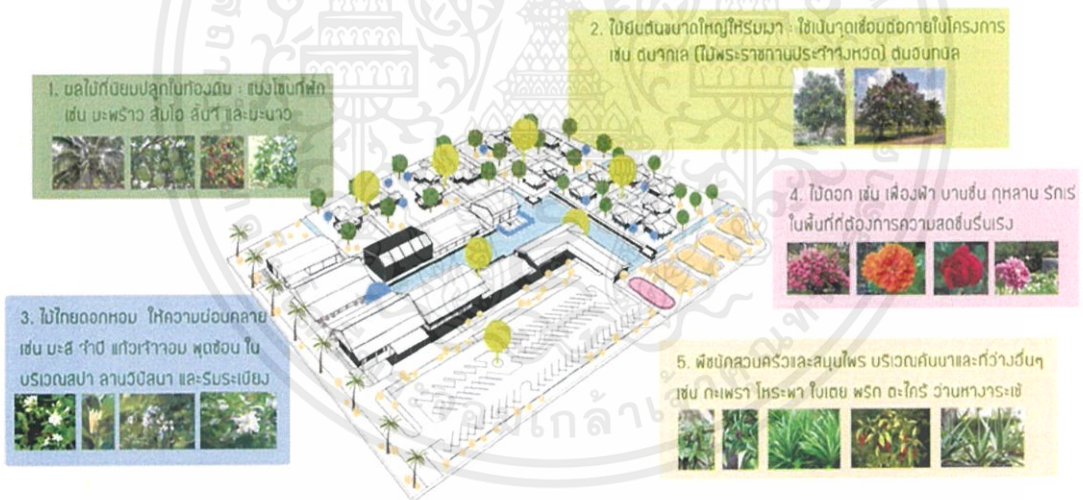 1. ผลไม้ที่นิยมปลูกในท้องถิ่น : แบ่งโซนที่พัก
เช่น มะพร้าว ส้มโอ ลิ้นจี่ และมะนาว
2. ไม้ยืนต้นขนาดใหญ่ให้ร่มเงา : ใช้เน้นจุดเชื่อมต่อภายในโครงการ
เช่น ต้นจิกเล (ไม้พระราชทานประจำจังหวัด) ต้นอินทนิล
3. ไม้ไทยดอกหอม ให้ความผ่อนคลาย
เช่น มะลิ จำปี แก้วเจ้าจอม พุดซ้อน ใน
บริเวณสปา ลานวิปัสนา และริมระเบียง
4. ไม้ดอก เช่น เฟื่องฟ้า บานชื่น กุหลาบ รักเร่
ในพื้นที่ที่ต้องการความสดชื่นรื่นเริง
5. พืชผักสวนครัวและสมุนไพร บริเวณคันนาและที่ว่างอื่นๆ
เช่น กะเพรา โหระพา ใบเตย พริก ตะไคร้ ว่านหางจระเข้